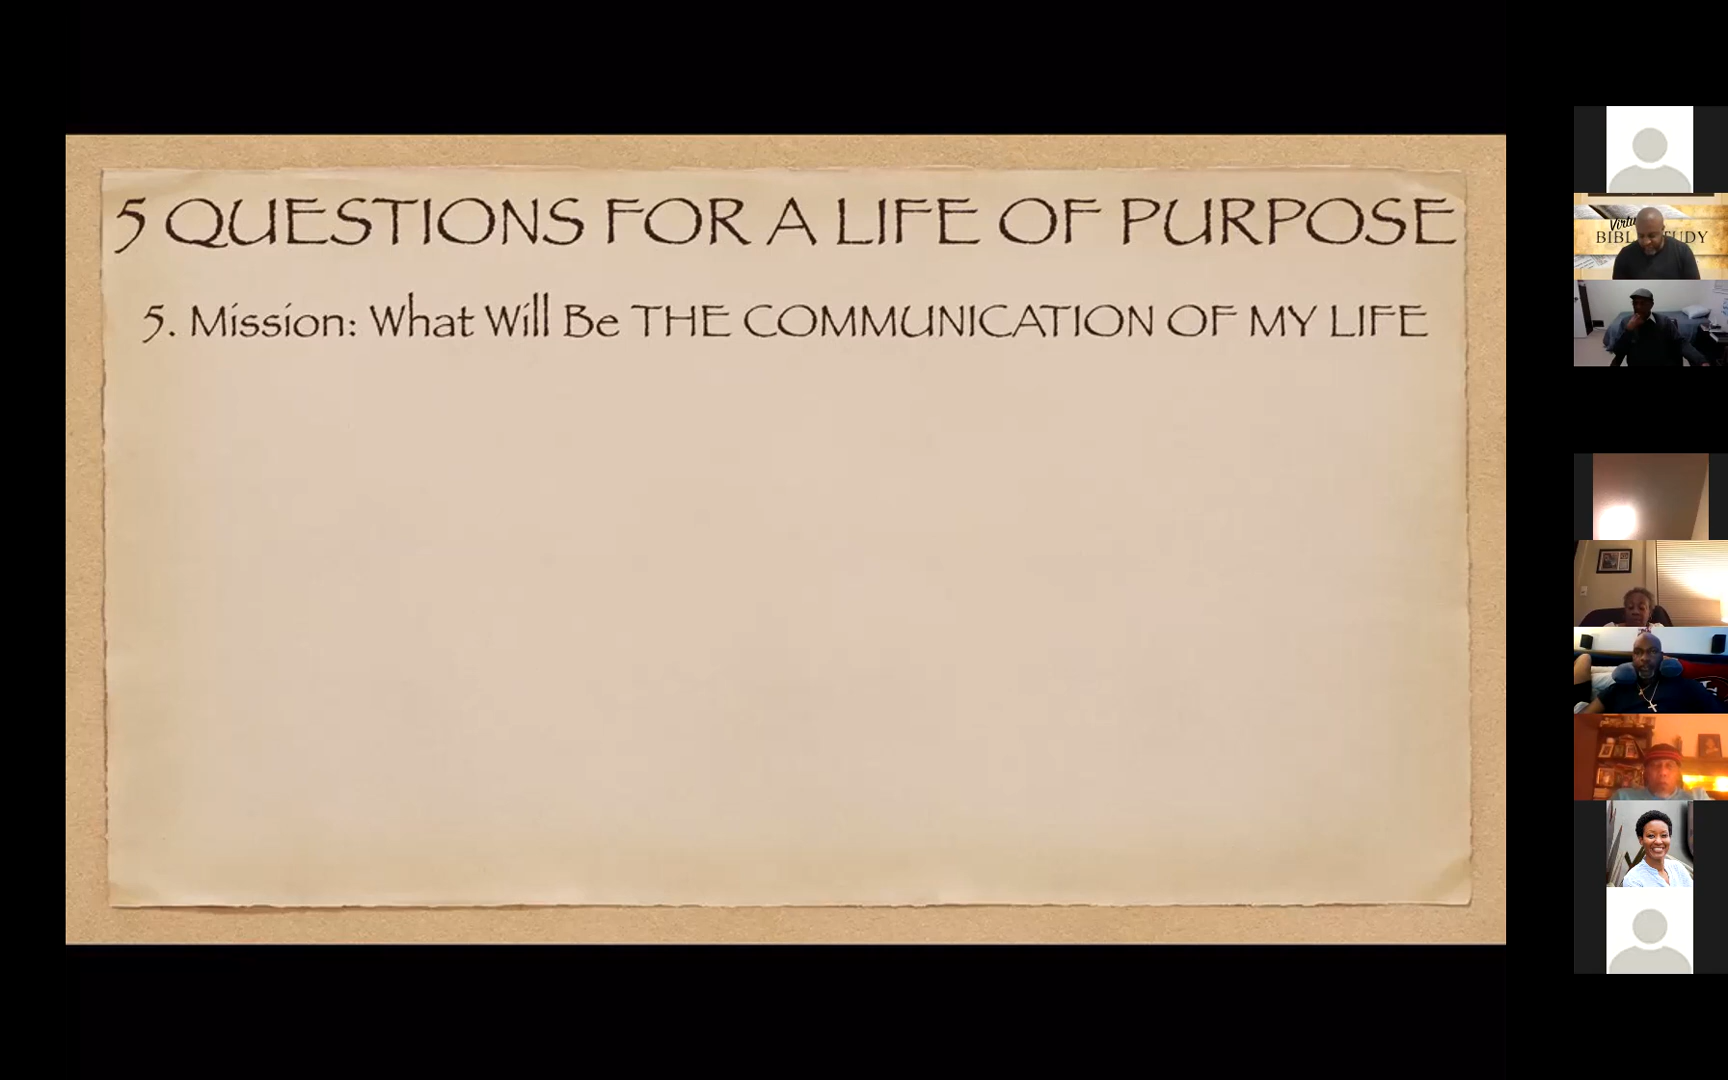 5 QUESTIONS FOR A LIFE OF PURPOSE
5. Mission: What Will Be THE COMMUNICATION OF MY LIFE